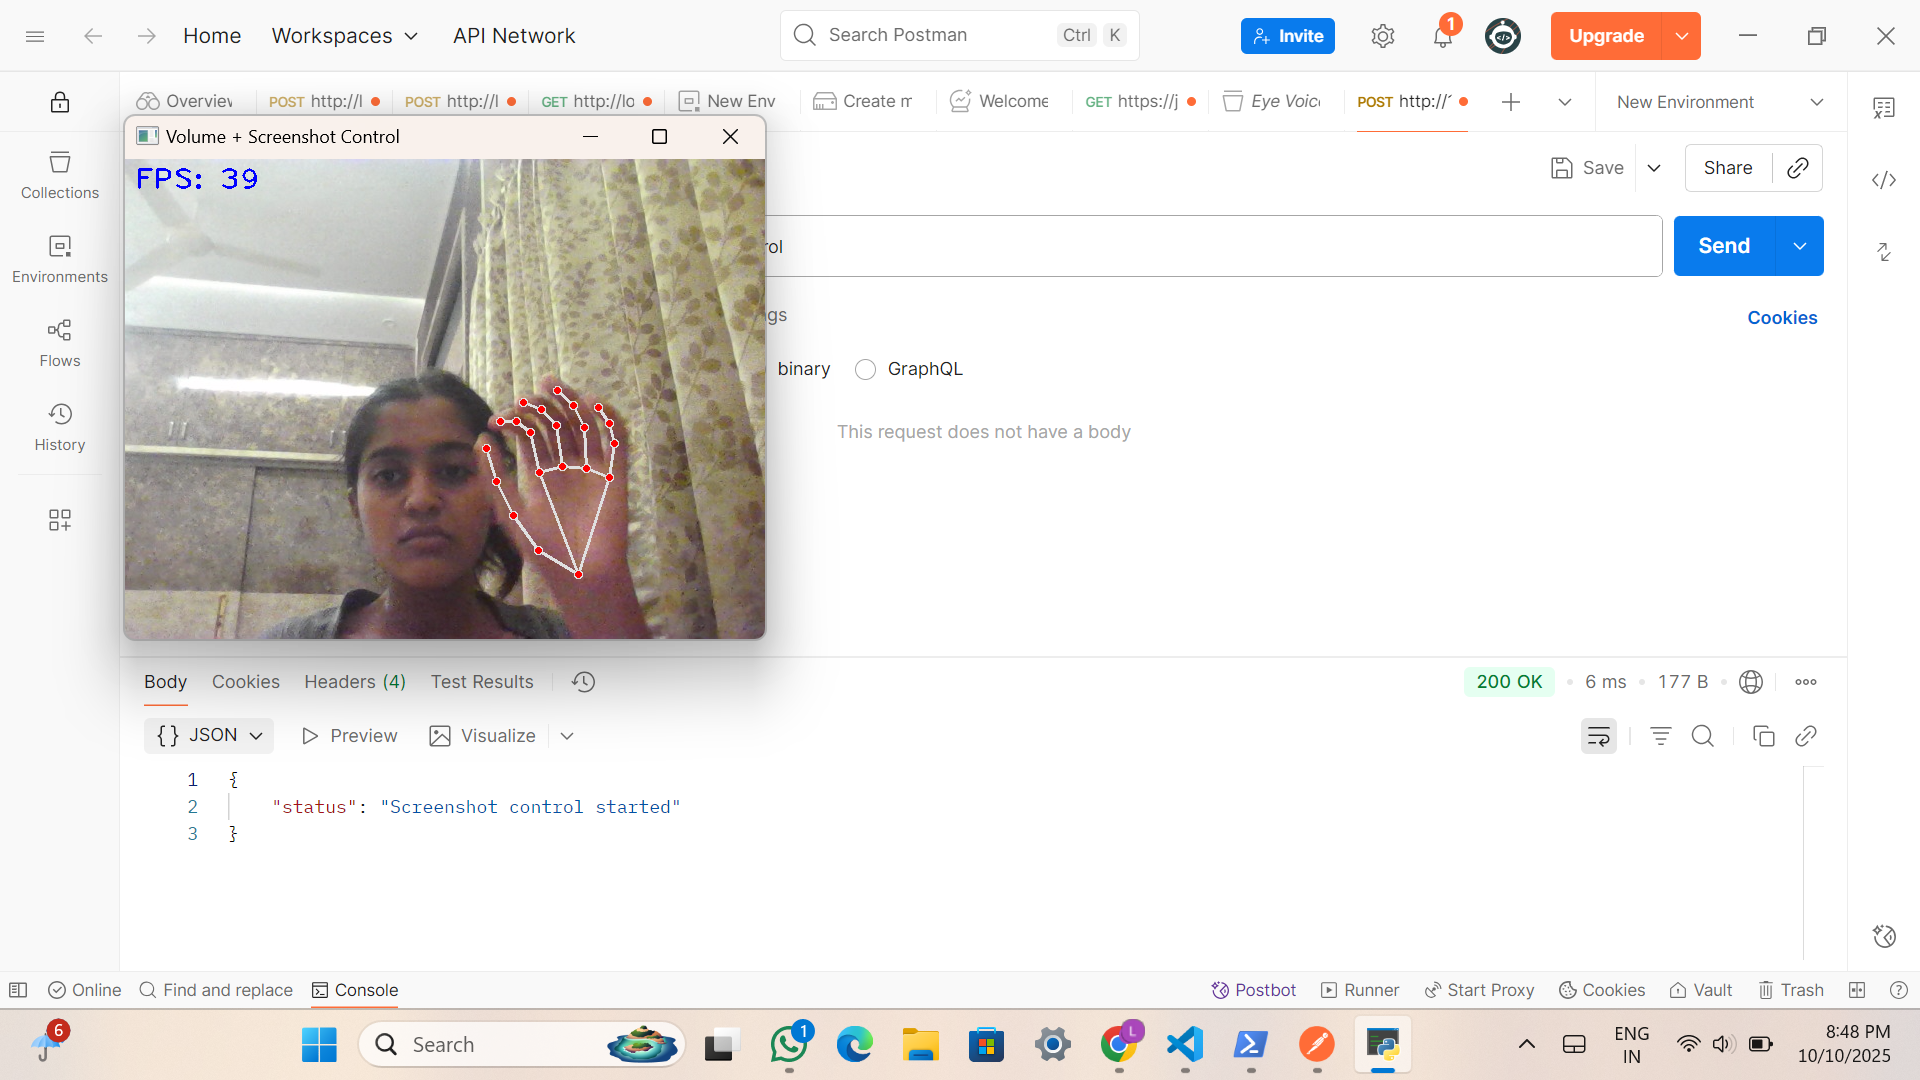 Home Workspaces API Network Search Postman Ctrl K Invite 1 Upgrade
Overview POST http://l POST http://l GET http://lo New Env Create m Welcome GET https://j Eye Voic POST http:// New Environment
Volume + Screenshot Control
FPS: 39
Save Share
Collections
rol Send
Environments
gs Cookies
Flows
binary GraphQL
History
This request does not have a body
Body Cookies Headers (4) Test Results 200 OK 6 ms 177 B
{} JSON Preview Visualize
1 {
2 "status": "Screenshot control started"
3 }
Online Find and replace Console Postbot Runner Start Proxy Cookies Vault Trash
6 Search 1 L ENG
IN
8:48 PM
10/10/2025